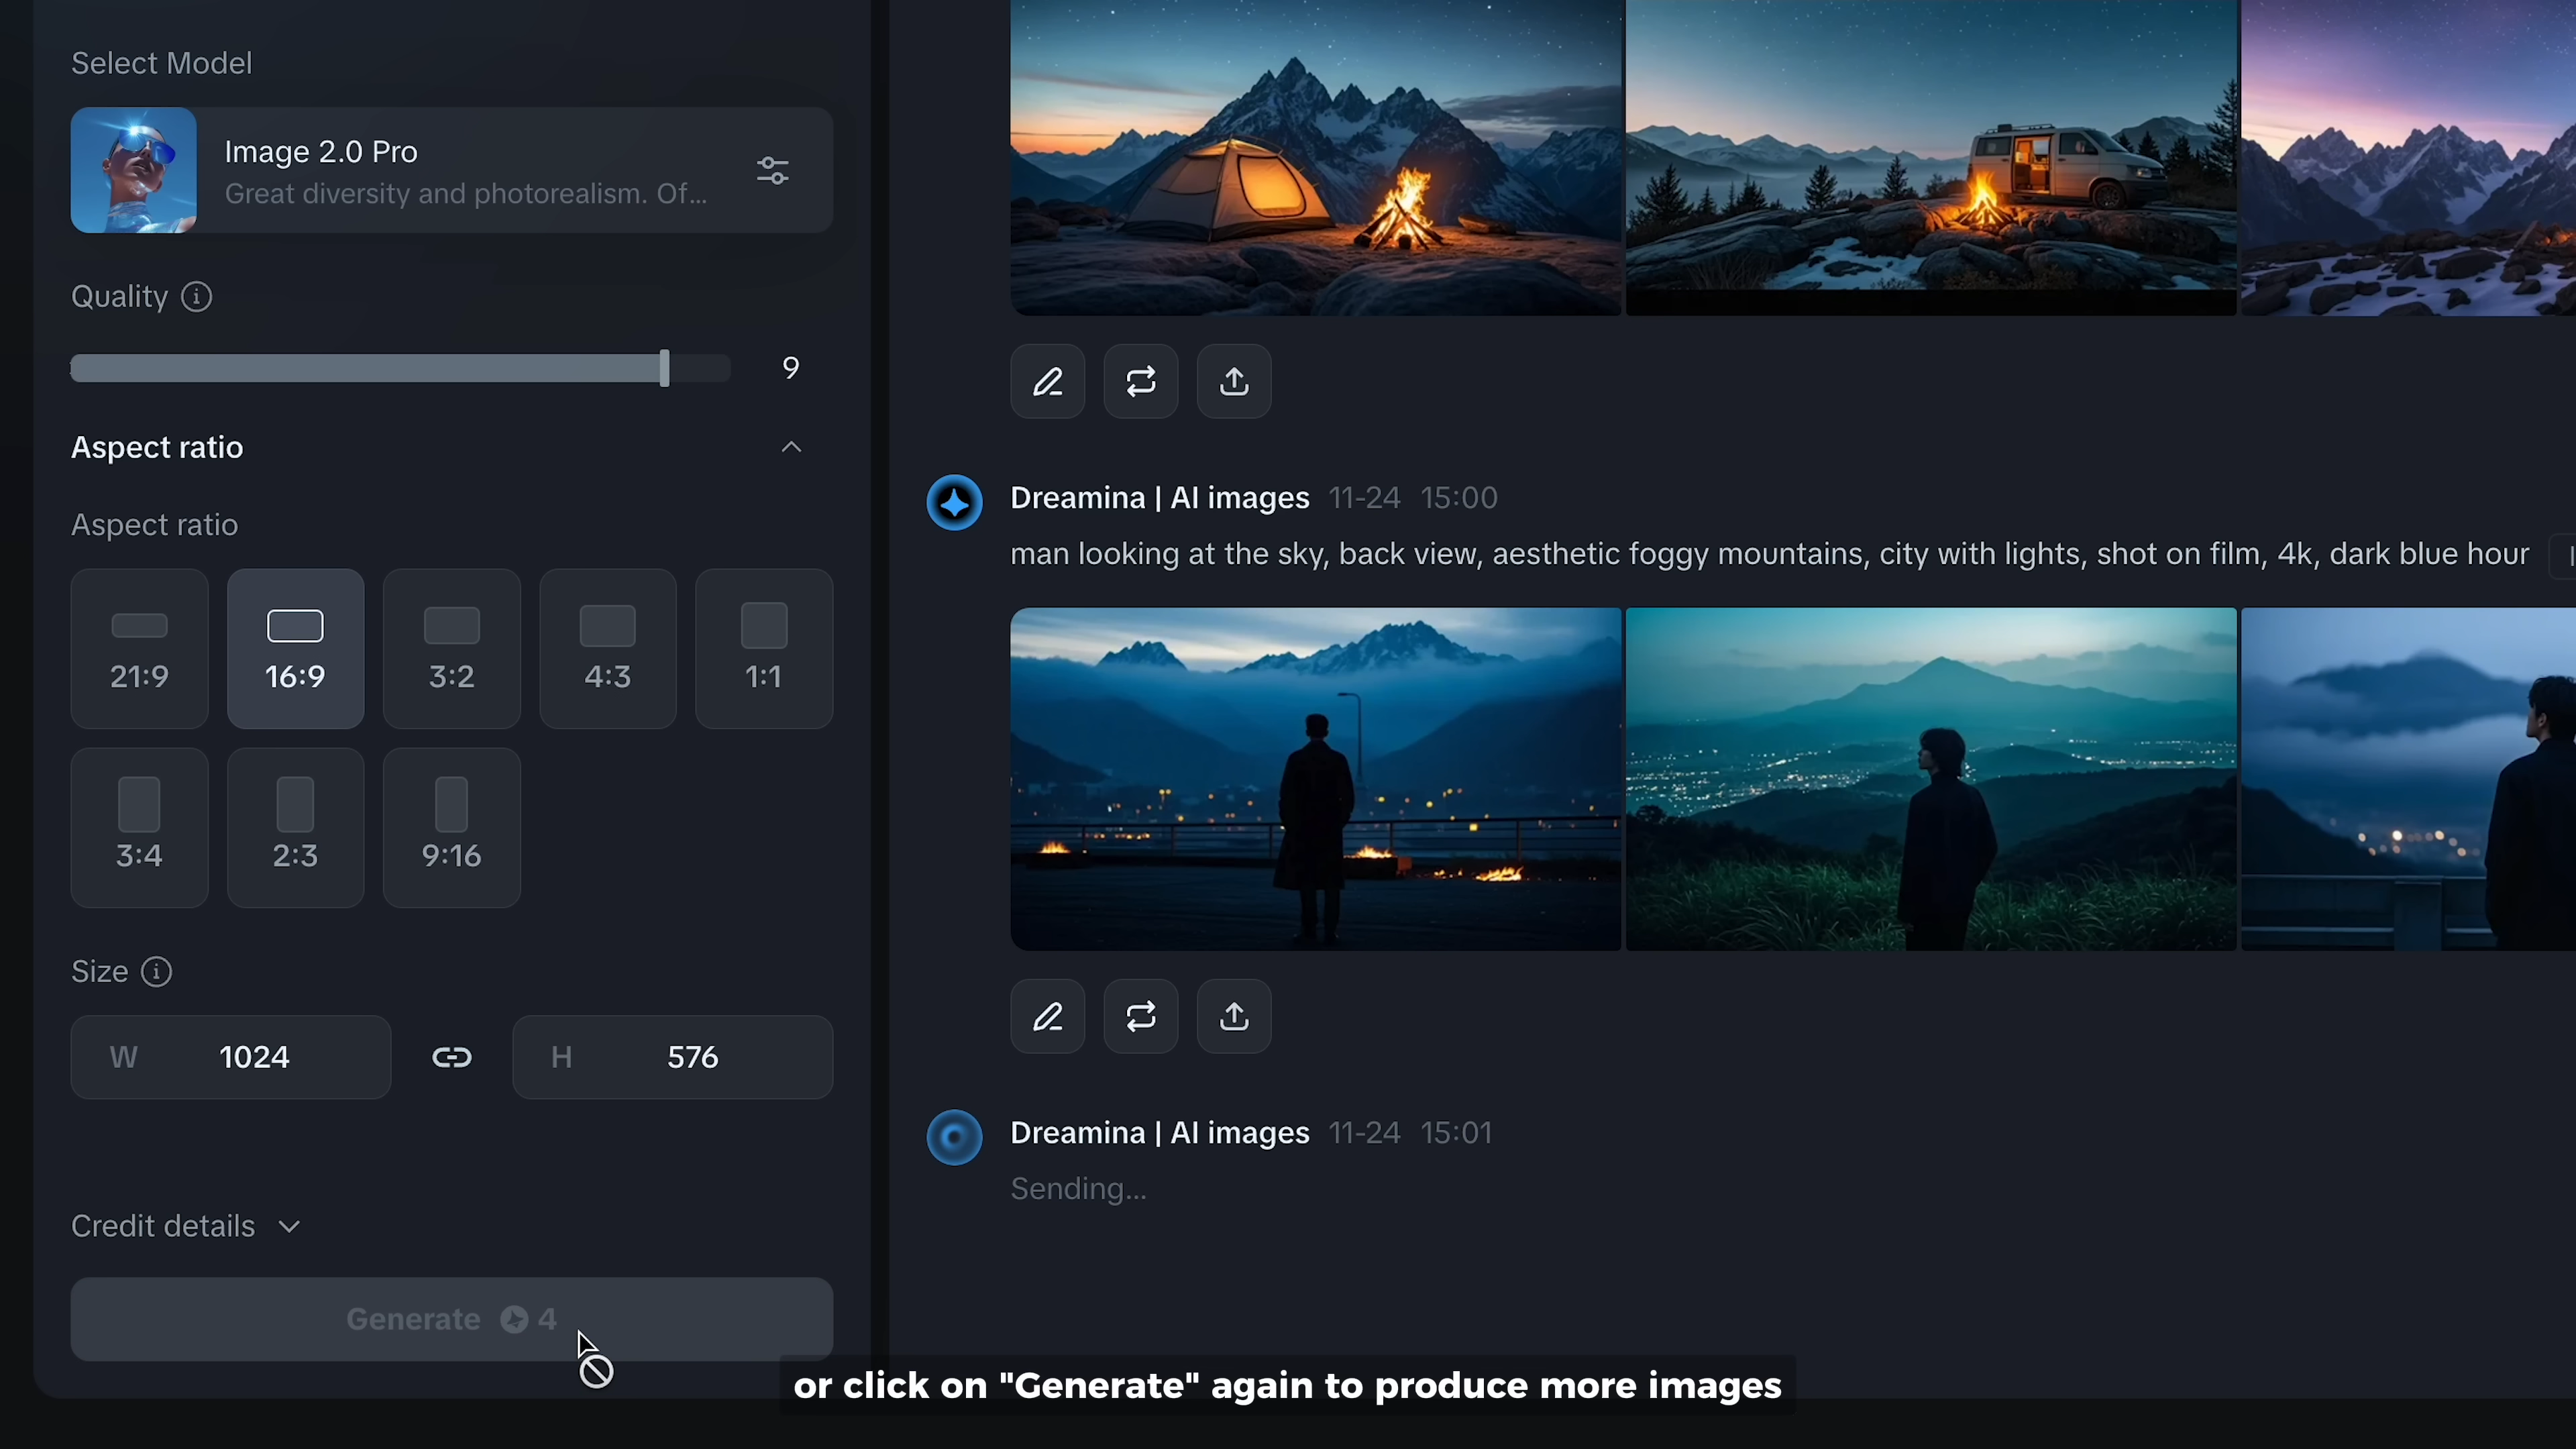 Select Model
Image 2.0 Pro
Great diversity and photorealism. Of...
Quality
9
Aspect ratio
Aspect ratio
21:9
16:9
3:2
4:3
1:1
3:4
2:3
9:16
Size
W 1024
H 576
Credit details
Generate 4
Dreamina | AI images 11-24 15:00
man looking at the sky, back view, aesthetic foggy mountains, city with lights, shot on film, 4k, dark blue hour
Dreamina | AI images 11-24 15:01
Sending...
or click on "Generate" again to produce more images